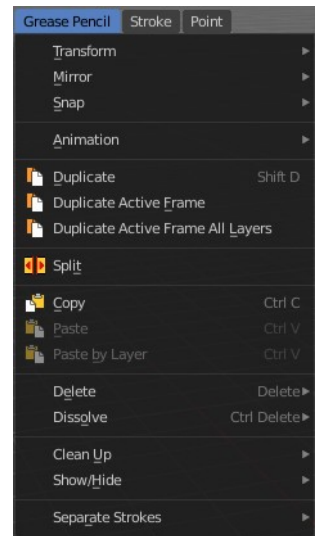 Grease Pencil Stroke Point
Transform
Mirror
Snap
Animation
Duplicate Shift D
Duplicate Active Frame
Duplicate Active Frame All Layers
Split
Copy Ctrl C
Paste Ctrl V
Paste by Layer Ctrl V
Delete Delete
Dissolve Ctrl Delete
Clean Up
Show/Hide
Separate Strokes